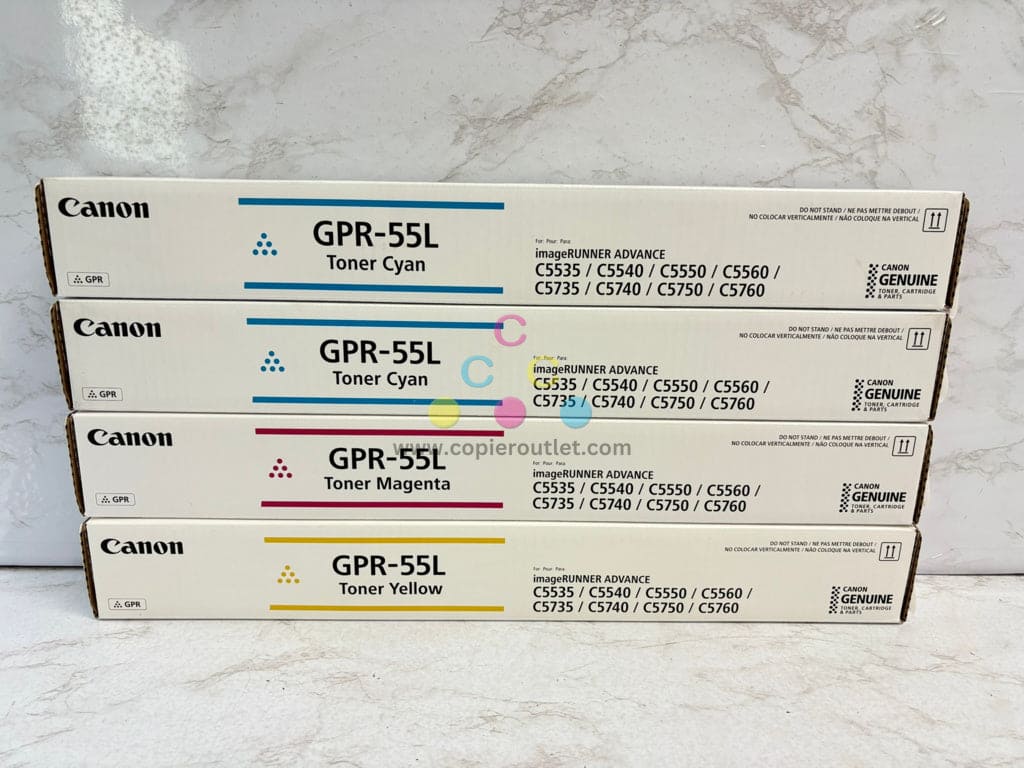 Canon
GPR-55L
Toner Cyan
GPR
For: Pour: Para:
imageRUNNER ADVANCE
C5535 / C5540 / C5550 / C5560 /
C5735 / C5740 / C5750 / C5760
DO NOT STAND / NE PAS METTRE DEBOUT /
NO COLOCAR VERTICALMENTE / NÃO COLOQUE NA VERTICAL
CANON
GENUINE
TONER, CARTRIDGE
& PARTS
Canon
GPR-55L
Toner Cyan
GPR
For: Pour: Para:
imageRUNNER ADVANCE
C5535 / C5540 / C5550 / C5560 /
C5735 / C5740 / C5750 / C5760
DO NOT STAND / NE PAS METTRE DEBOUT /
NO COLOCAR VERTICALMENTE / NÃO COLOQUE NA VERTICAL
CANON
GENUINE
TONER, CARTRIDGE
& PARTS
C
C C
www.copieroutlet.com
Canon
GPR-55L
Toner Magenta
GPR
For: Pour: Para:
imageRUNNER ADVANCE
C5535 / C5540 / C5550 / C5560 /
C5735 / C5740 / C5750 / C5760
DO NOT STAND / NE PAS METTRE DEBOUT /
NO COLOCAR VERTICALMENTE / NÃO COLOQUE NA VERTICAL
CANON
GENUINE
TONER, CARTRIDGE
& PARTS
Canon
GPR-55L
Toner Yellow
GPR
For: Pour: Para:
imageRUNNER ADVANCE
C5535 / C5540 / C5550 / C5560 /
C5735 / C5740 / C5750 / C5760
DO NOT STAND / NE PAS METTRE DEBOUT /
NO COLOCAR VERTICALMENTE / NÃO COLOQUE NA VERTICAL
CANON
GENUINE
TONER, CARTRIDGE
& PARTS